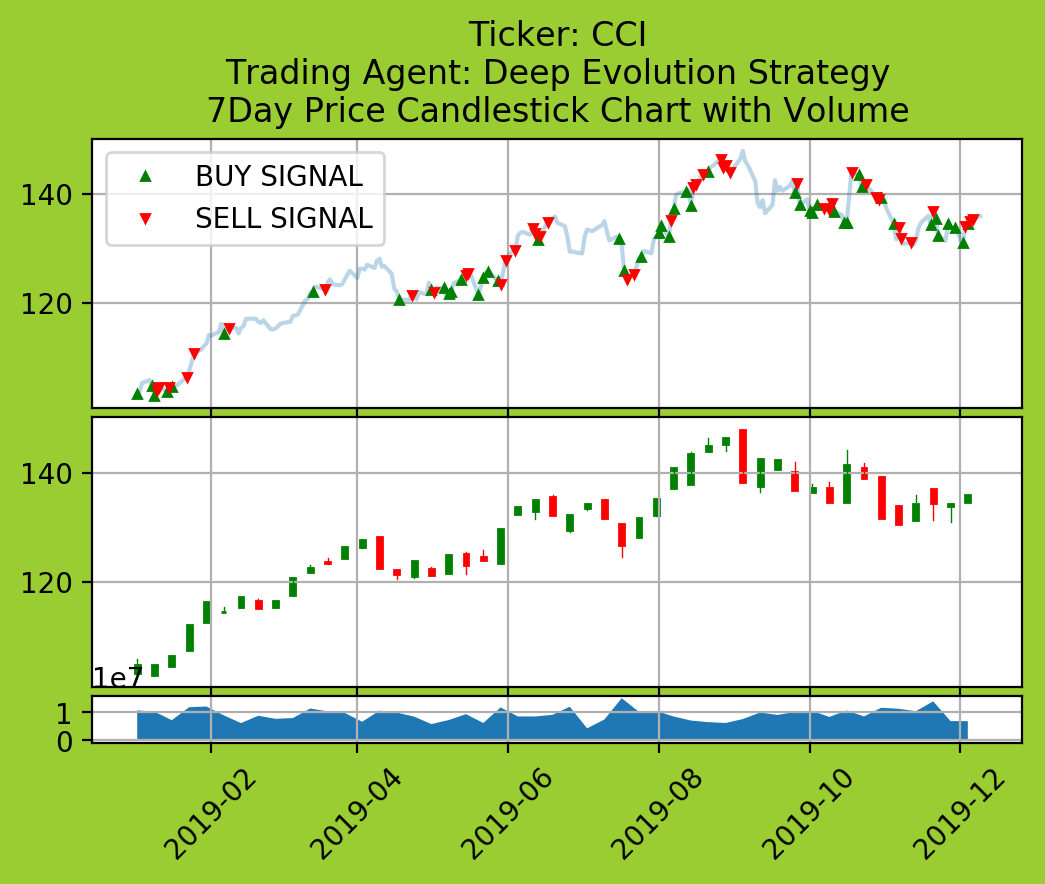 Ticker: CCI
Trading Agent: Deep Evolution Strategy
7Day Price Candlestick Chart with Volume
BUY SIGNAL
SELL SIGNAL
140
120
140
120
1e7
1
0
2019-02
2019-04
2019-06
2019-08
2019-10
2019-12